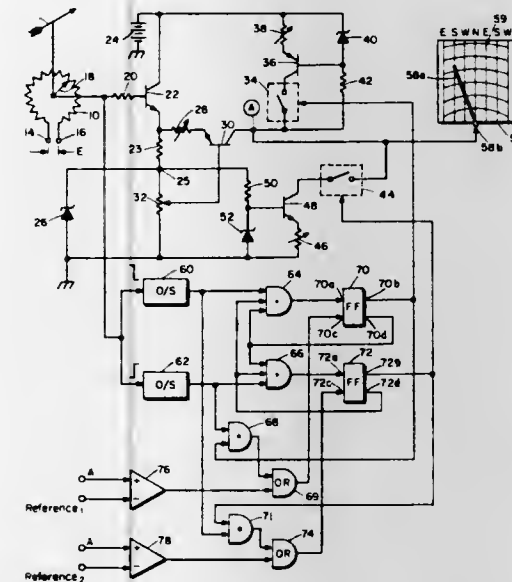 24
38
40
36
34
42
E S W N E S W
59
58a
58b
18
20
22
10
14
16
E
28
30
A
23
25
26
32
50
48
44
52
46
60
O/S
62
O/S
64
66
68
69
OR
70
70a
70b
FF
70c
70d
72
72a
729
FF
72c
72d
71
74
OR
76
A
+
-
Reference1
78
A
+
-
Reference2